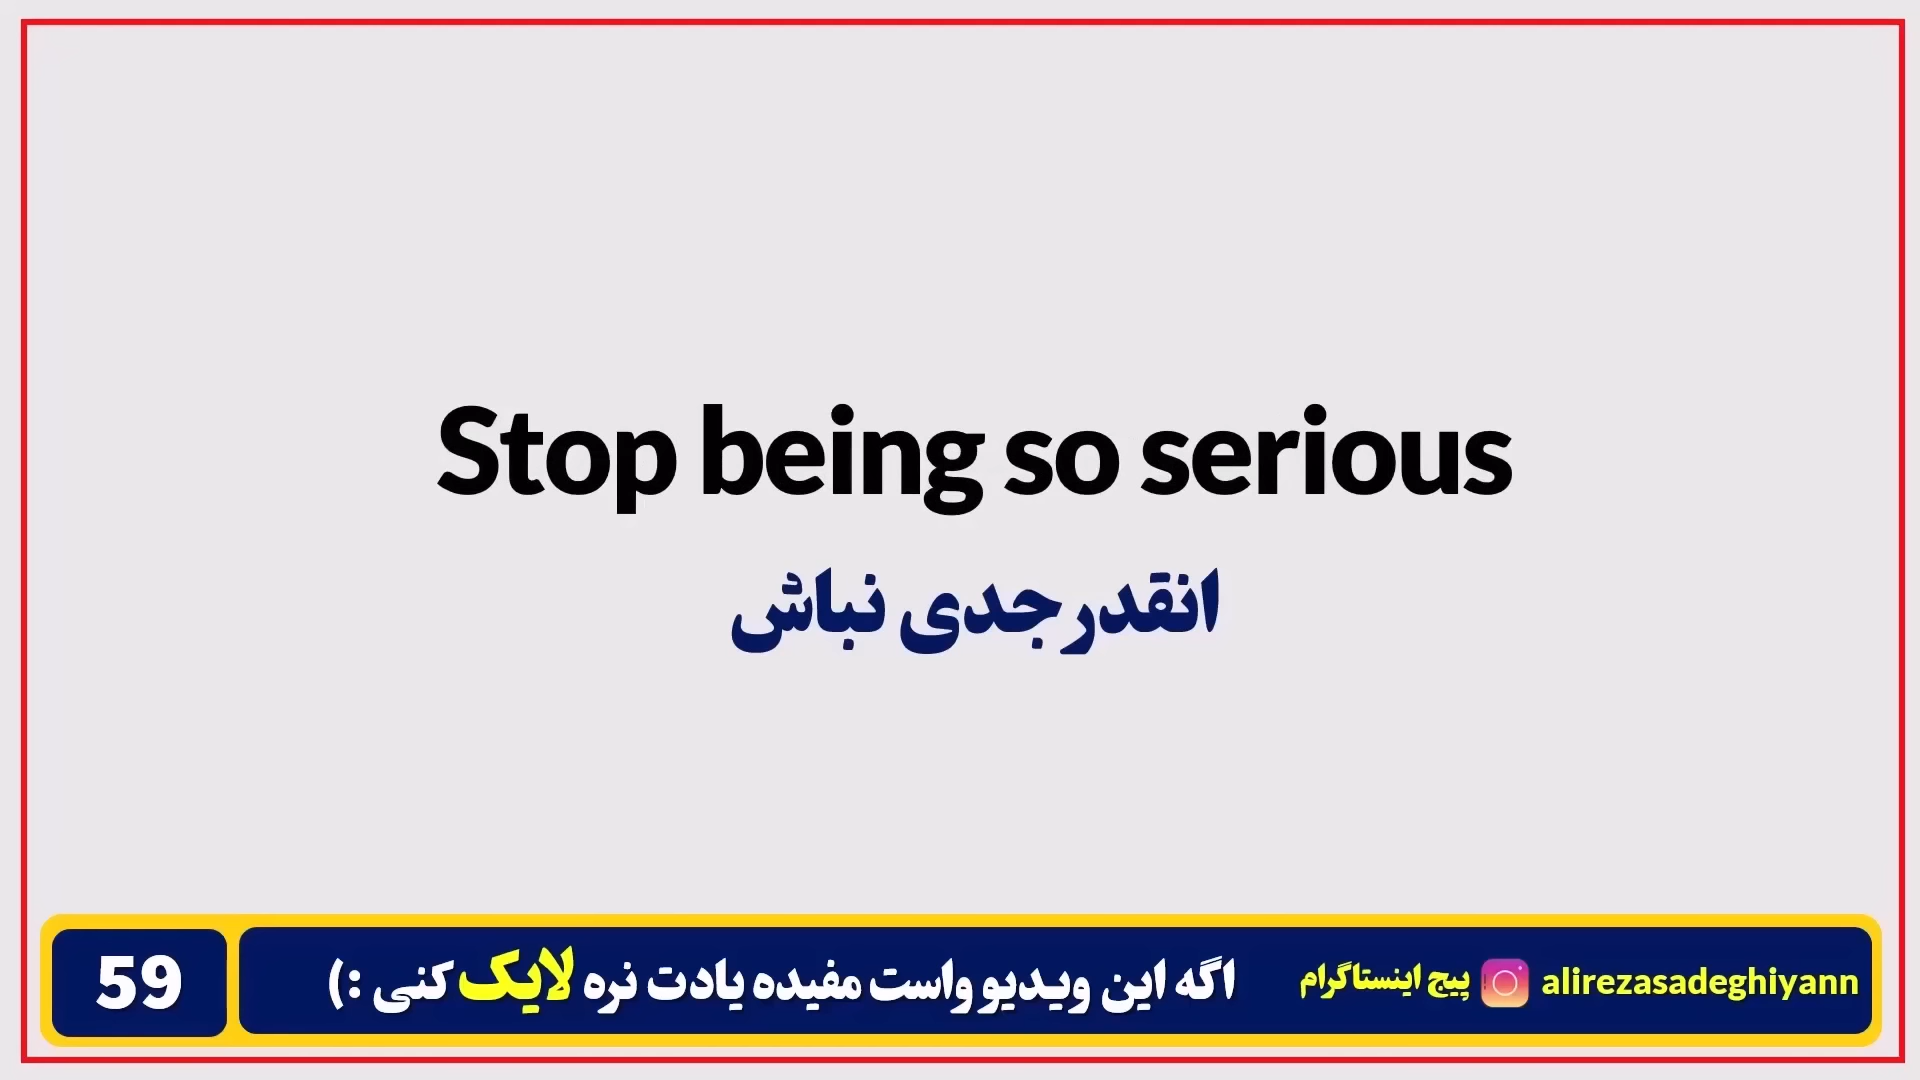 Stop being so serious
انقدر جدی نباش
59
اگه این ویدیو واست مفیده یادت نره لایک کنی :)
پیج اینستاگرام alirezasadeghiyann